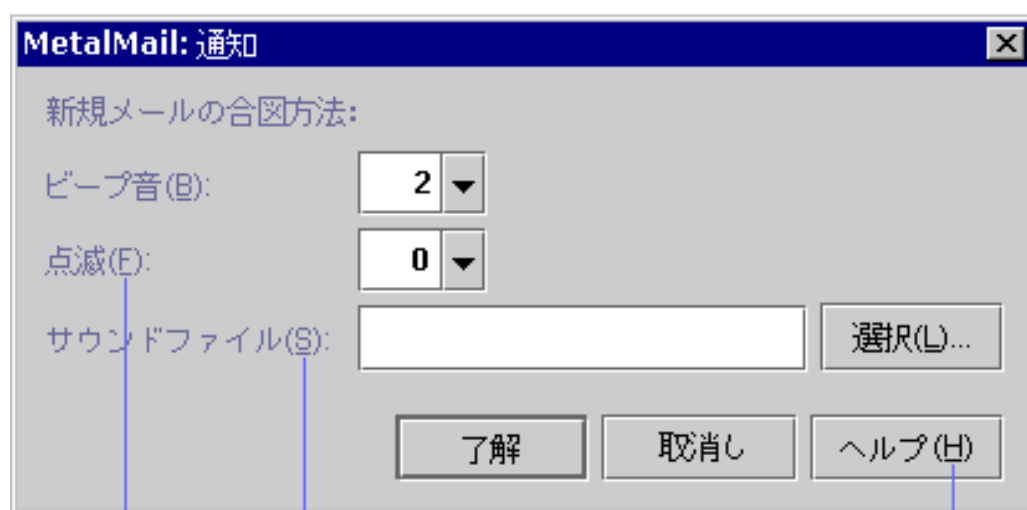 MetalMail: 通知
新規メールの合図方法:
ビープ音(B): 2
点滅(F): 0
サウンドファイル(S): 選択(L)...
了解 取消し ヘルプ(H)